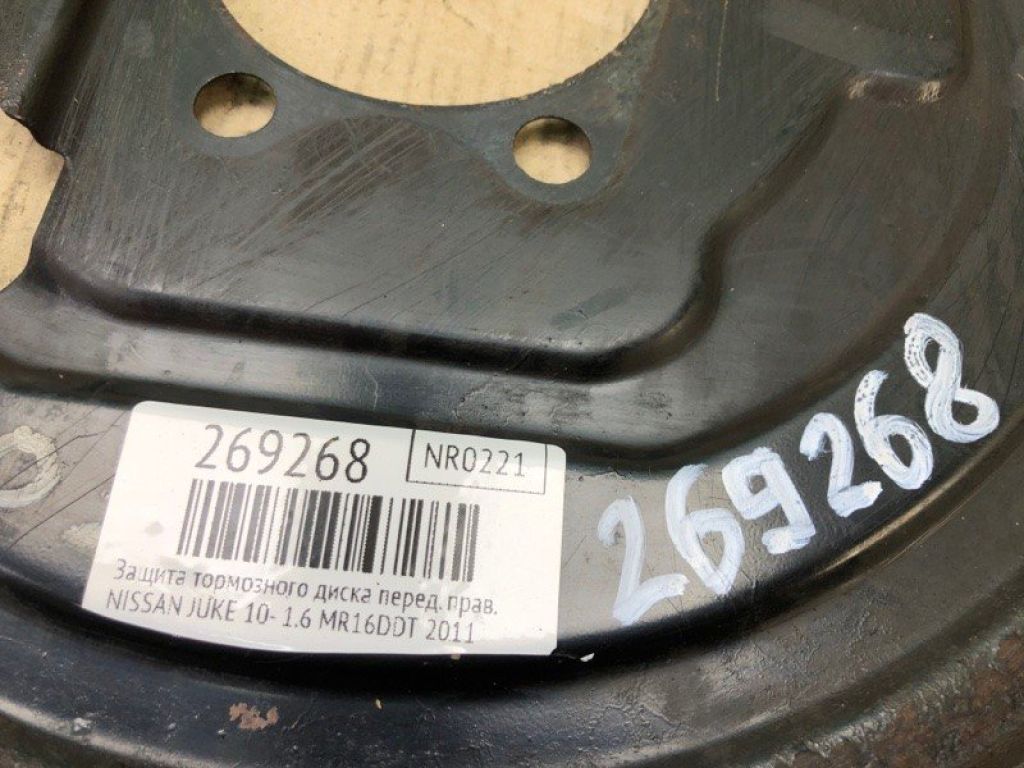 269268
NR0221
Защита тормозного диска перед. прав.
NISSAN JUKE 10- 1.6 MR16DDT 2011
269268